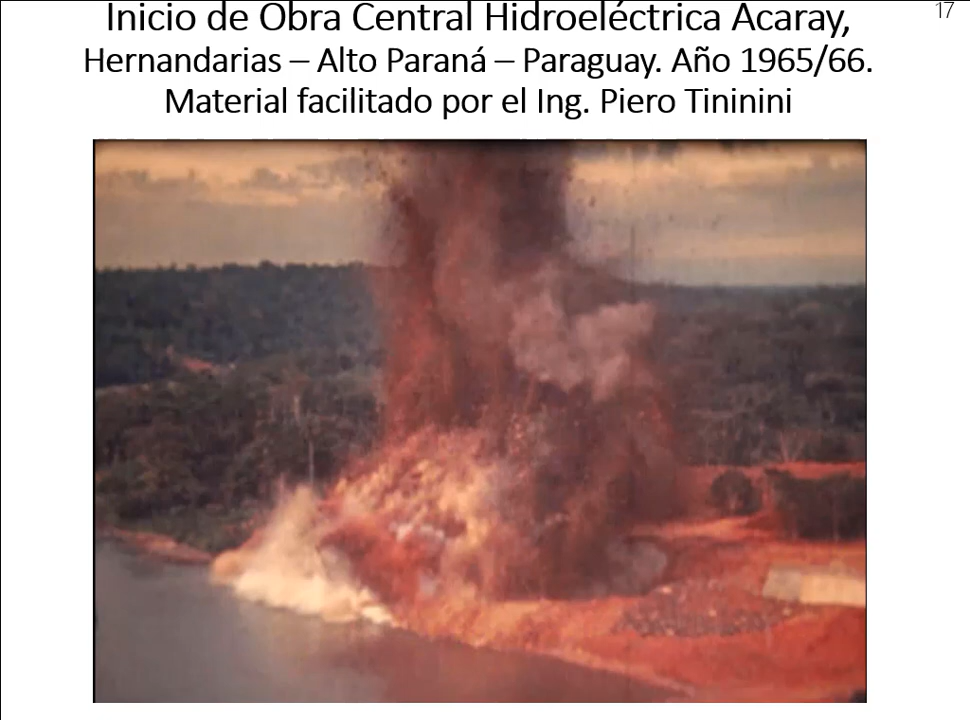 Inicio de Obra Central Hidroeléctrica Acaray,
17
Hernandarias – Alto Paraná – Paraguay. Año 1965/66.
Material facilitado por el Ing. Piero Tininini